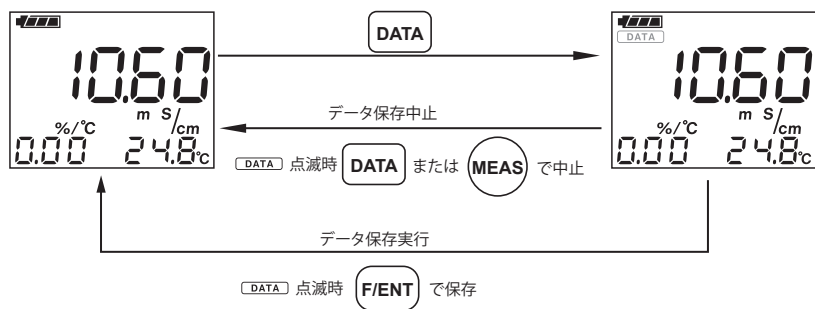 DATA
10.60
m S/cm
%/℃
0.00 24.8℃
DATA
10.60
m S/cm
%/℃
0.00 24.8℃
データ保存中止
DATA 点滅時 DATA または MEAS で中止
データ保存実行
DATA 点滅時 F/ENT で保存